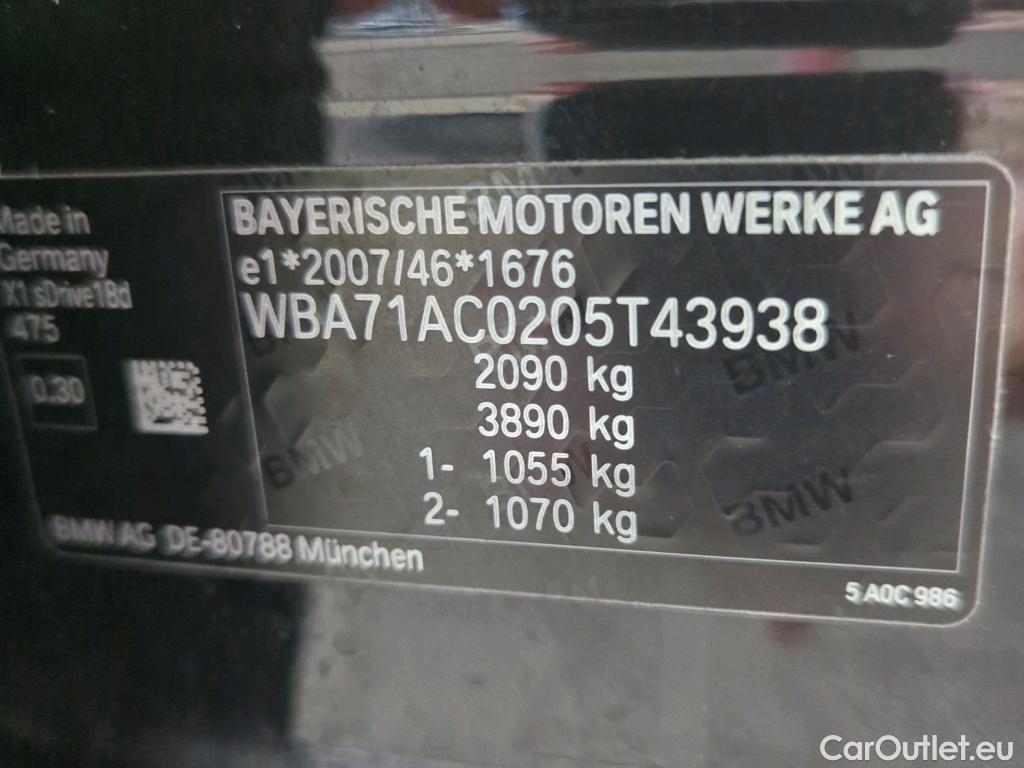 Made in
Germany
X1 sDrive18d
475
0.30
BAYERISCHE MOTOREN WERKE AG
e1*2007/46*1676
WBA71AC0205T43938
2090 kg
3890 kg
1- 1055 kg
2- 1070 kg
BMW
BMW
BMW
BMW AG DE-80788 München
5 A0C 986
CarOutlet.eu